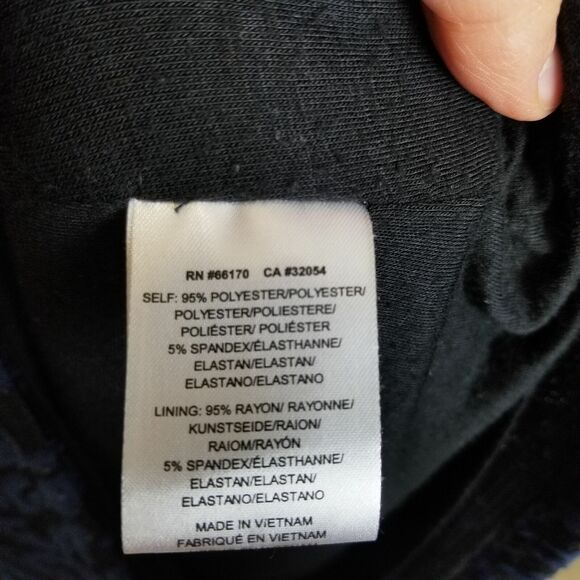 RN #66170 CA #32054
SELF: 95% POLYESTER/POLYESTER/
POLYESTER/POLIESTERE/
POLIÉSTER/ POLIÉSTER
5% SPANDEX/ÉLASTHANNE/
ELASTAN/ELASTAN/
ELASTANO/ELASTANO
LINING: 95% RAYON/ RAYONNE/
KUNSTSEIDE/RAION/
RAIOM/RAYÓN
5% SPANDEX/ÉLASTHANNE/
ELASTAN/ELASTAN/
ELASTANO/ELASTANO
MADE IN VIETNAM
FABRIQUÉ EN VIETNAM